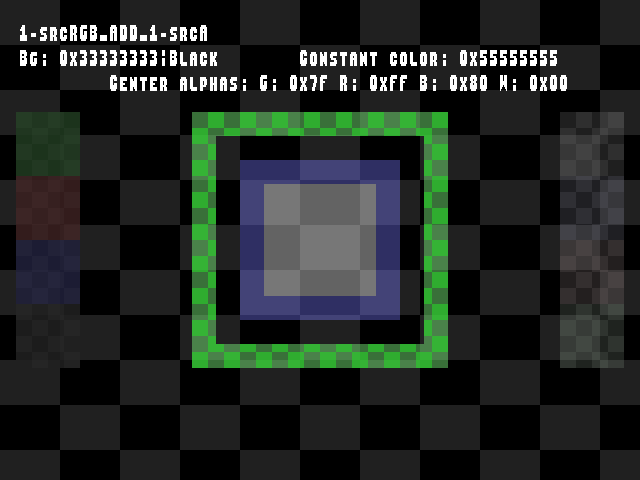 1-srcRGB_ADD_1-srcA
Bg: 0x33333333¦Black Constant color: 0x55555555
Center alphas: G: 0x7F R: 0xFF B: 0x80 W: 0x00